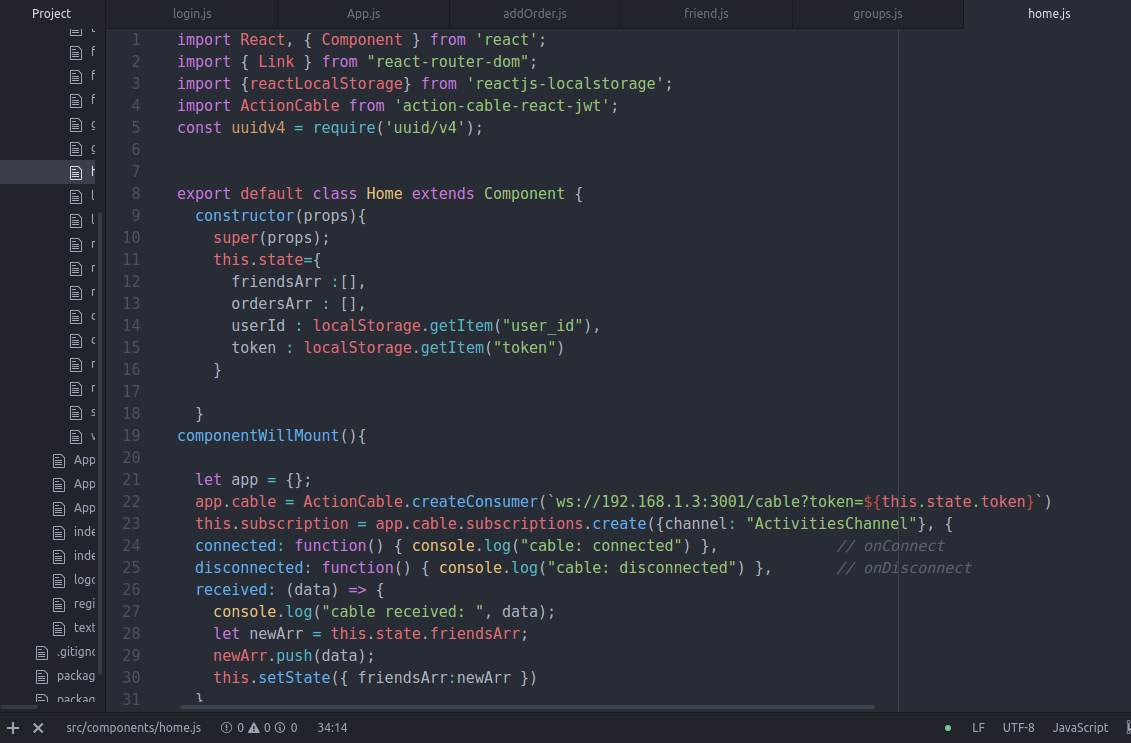 Project login.js App.js addOrder.js friend.js groups.js home.js
App
App
App
inde
inde
logo
regi
text
.gitigno
packag
packag
1 import React, { Component } from 'react';
2 import { Link } from "react-router-dom";
3 import {reactLocalStorage} from 'reactjs-localstorage';
4 import ActionCable from 'action-cable-react-jwt';
5 const uuidv4 = require('uuid/v4');
6
7
8 export default class Home extends Component {
9 constructor(props){
10 super(props);
11 this.state={
12 friendsArr :[],
13 ordersArr : [],
14 userId : localStorage.getItem("user_id"),
15 token : localStorage.getItem("token")
16 }
17
18 }
19 componentWillMount(){
20
21 let app = {};
22 app.cable = ActionCable.createConsumer(`ws://192.168.1.3:3001/cable?token=${this.state.token}`)
23 this.subscription = app.cable.subscriptions.create({channel: "ActivitiesChannel"}, {
24 connected: function() { console.log("cable: connected") }, // onConnect
25 disconnected: function() { console.log("cable: disconnected") }, // onDisconnect
26 received: (data) => {
27 console.log("cable received: ", data);
28 let newArr = this.state.friendsArr;
29 newArr.push(data);
30 this.setState({ friendsArr:newArr })
31 }
src/components/home.js 0 0 0 34:14 LF UTF-8 JavaScript